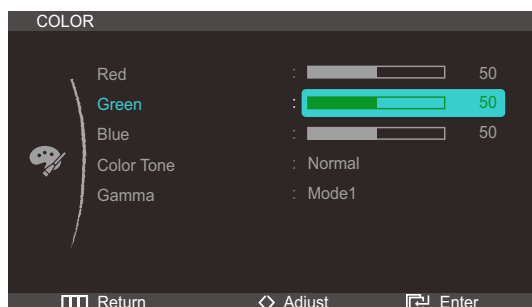 COLOR
Red : 50
Green : 50
Blue : 50
Color Tone : Normal
Gamma : Mode1
Return Adjust Enter